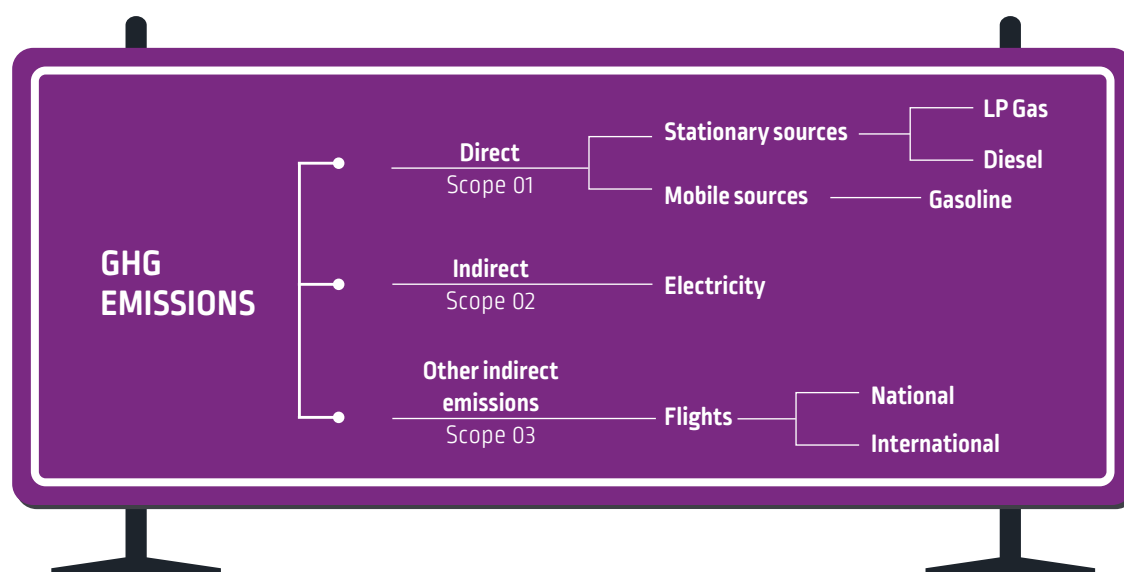 GHG
EMISSIONS
Direct
Scope 01
Stationary sources
LP Gas
Diesel
Mobile sources
Gasoline
Indirect
Scope 02
Electricity
Other indirect
emissions
Scope 03
Flights
National
International